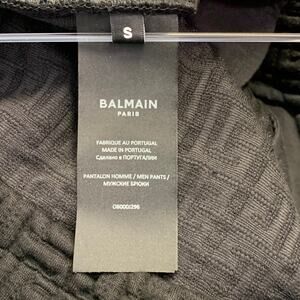 S
BALMAIN
PARIS
FABRIQUE AU PORTUGAL
MADE IN PORTUGAL
Сделано в ПОРТУГАЛИИ
PANTALON HOMME / MEN PANTS /
МУЖСКИЕ БРЮКИ